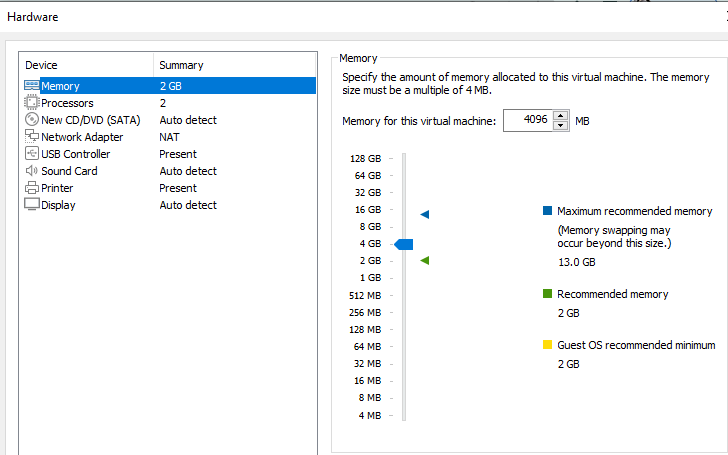 Hardware
Device Summary
Memory 2 GB
Processors 2
New CD/DVD (SATA) Auto detect
Network Adapter NAT
USB Controller Present
Sound Card Auto detect
Printer Present
Display Auto detect
Memory
Specify the amount of memory allocated to this virtual machine. The memory
size must be a multiple of 4 MB.
Memory for this virtual machine: 4096 MB
128 GB
64 GB
32 GB
16 GB
8 GB
4 GB
2 GB
1 GB
512 MB
256 MB
128 MB
64 MB
32 MB
16 MB
8 MB
4 MB
Maximum recommended memory
(Memory swapping may
occur beyond this size.)
13.0 GB
Recommended memory
2 GB
Guest OS recommended minimum
2 GB